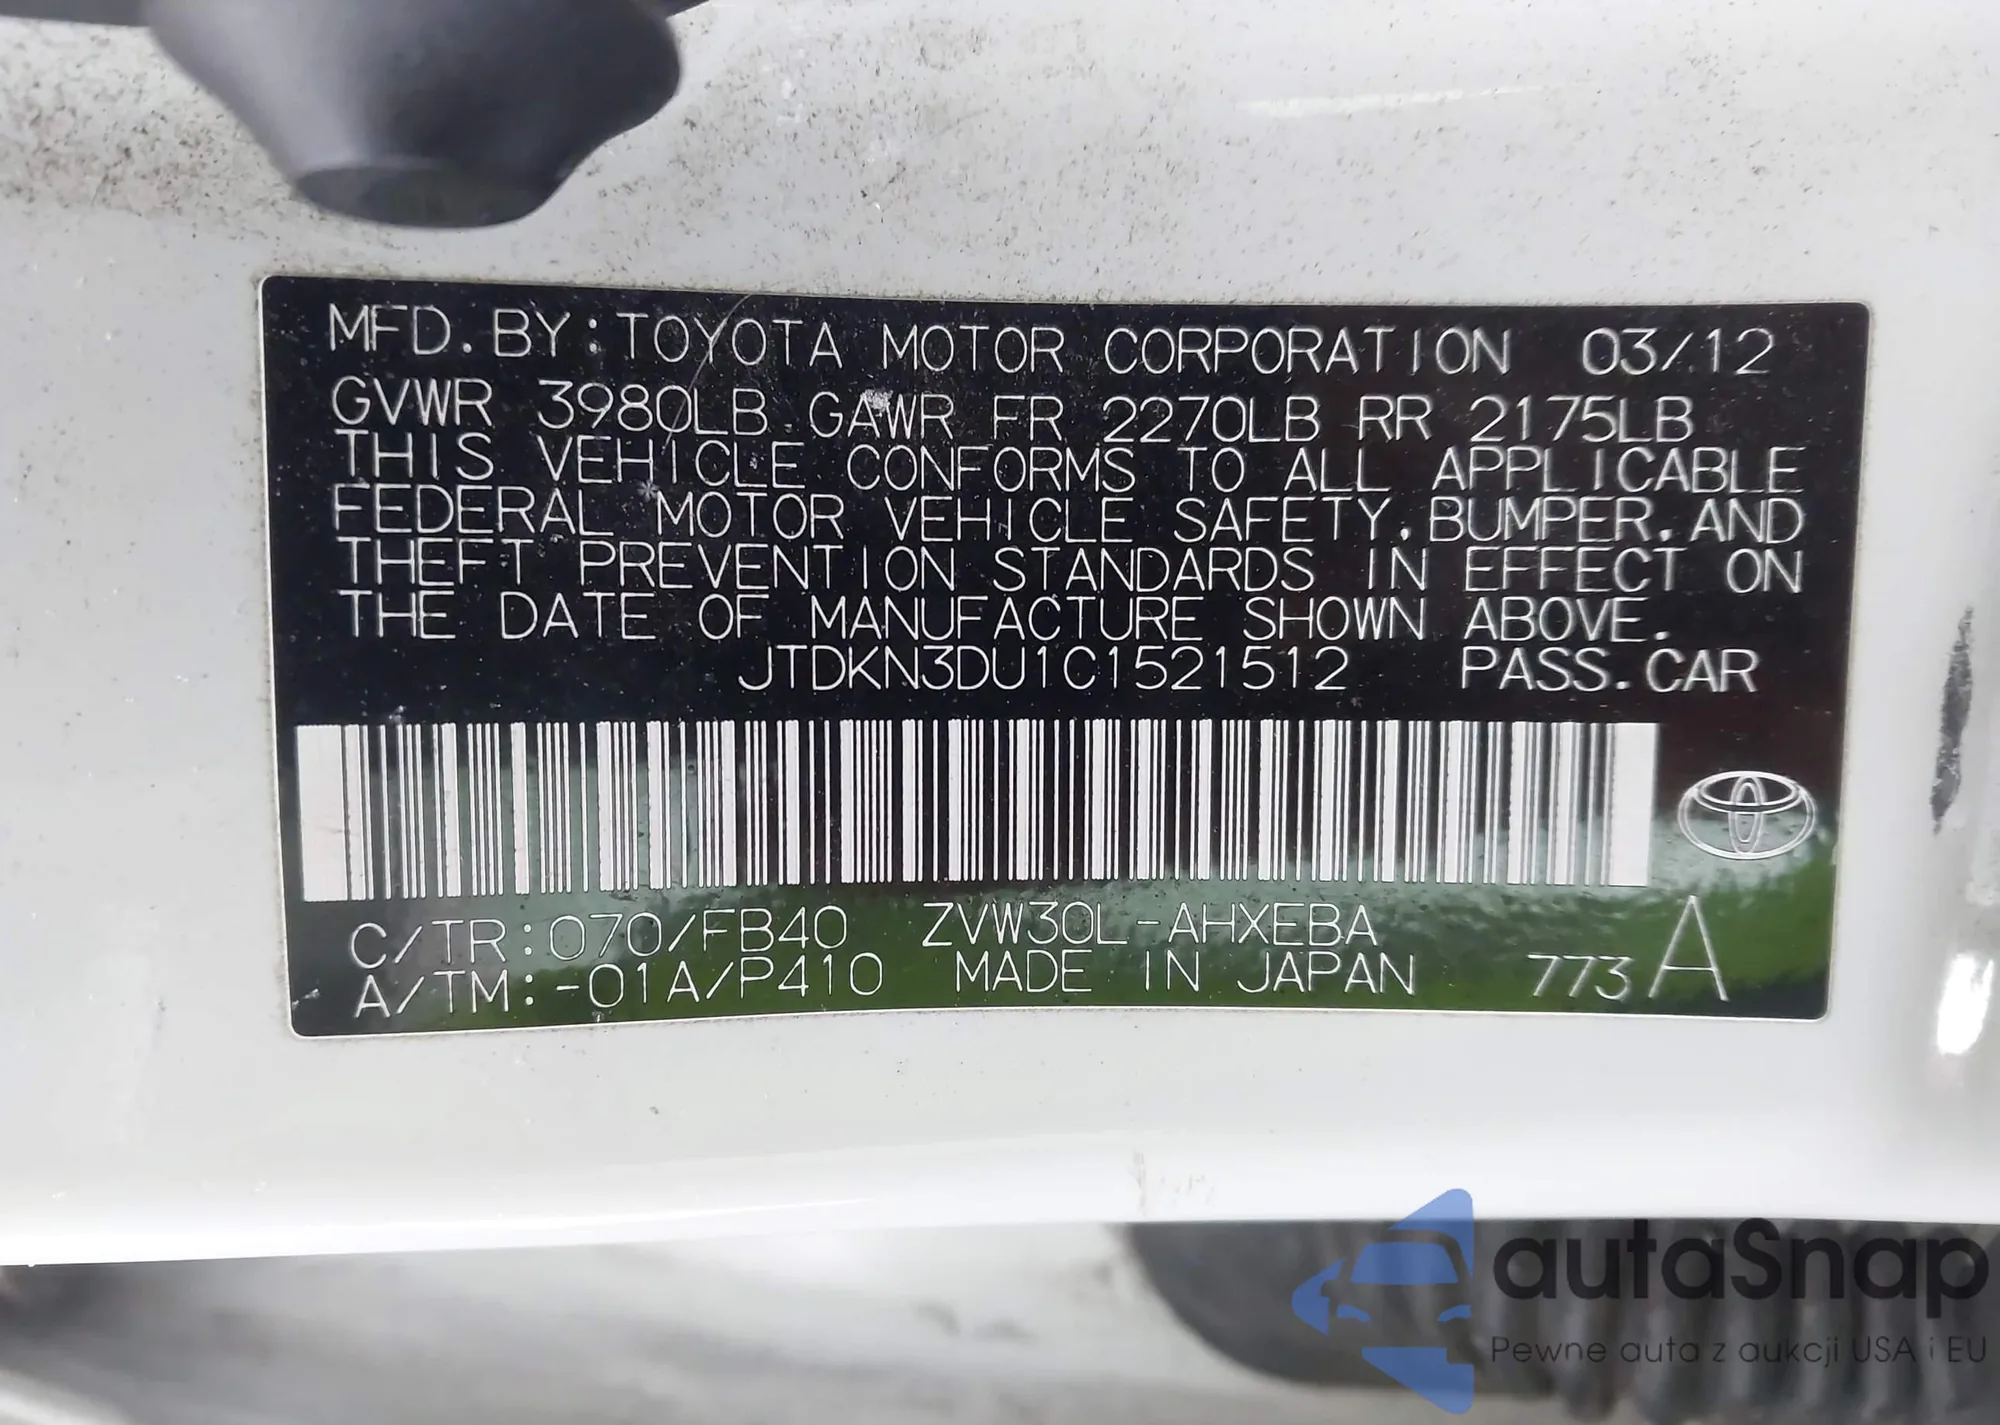 MFD. BY: TOYOTA MOTOR CORPORATION 03/12
GVWR 3980LB GAWR FR 2270LB RR 2175LB
THIS VEHICLE CONFORMS TO ALL APPLICABLE
FEDERAL MOTOR VEHICLE SAFETY, BUMPER, AND
THEFT PREVENTION STANDARDS IN EFFECT ON
THE DATE OF MANUFACTURE SHOWN ABOVE.
JTDKN3DU1C1521512 PASS. CAR
C/TR: 070/FB40 ZVW30L-AHXEBA
A/TM: -01A/P410 MADE IN JAPAN 773 A
autaSnap
Pewne auta z aukcji USA i EU